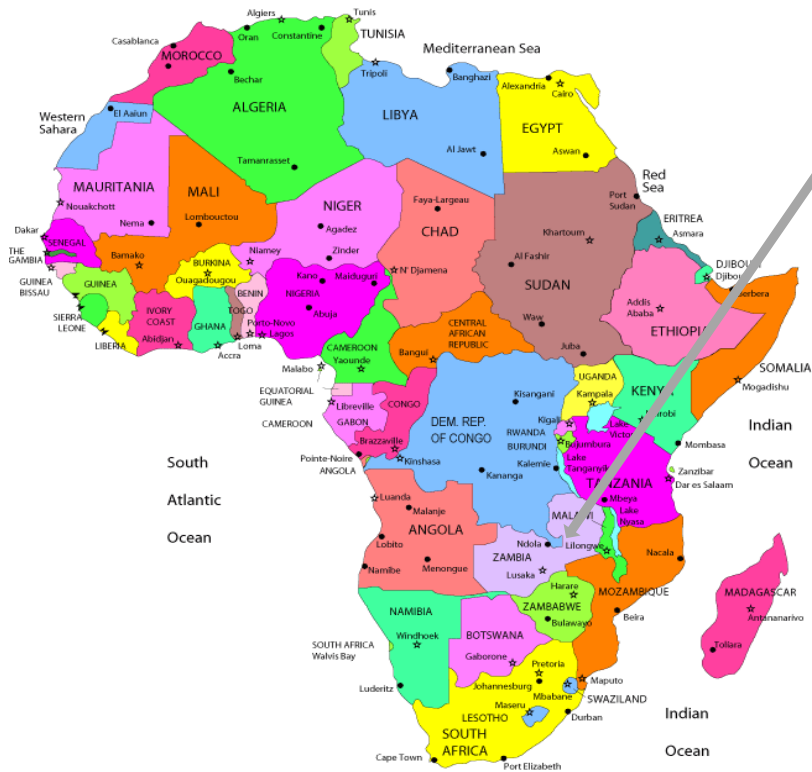 Algiers
Tunis
Oran
Constantine
TUNISIA
Casablanca
MOROCCO
Mediterranean Sea
Bechar
Tripoli
Banghazi
Alexandria
Cairo
ALGERIA
LIBYA
EGYPT
Western
Sahara
El Aaiun
Al Jawt
Aswan
Tamanrasset
MAURITANIA
MALI
Red
Sea
Nouakchott
NIGER
Faya-Largeau
Port
Sudan
Nema
Lombouctou
Agadez
CHAD
ERITREA
Asmara
Dakar
SENEGAL
Khartoum
THE
GAMBIA
Bamako
BURKINA
Ouagadougou
Niamey
Zinder
Al Fashir
DJIBOUTI
Djibouti
GUINEA
BISSAU
GUINEA
Kano
Maiduguri
N' Djamena
SUDAN
Berbera
BENIN
NIGERIA
Addis
Ababa
SIERRA
LEONE
IVORY
COAST
GHANA
TOGO
Abuja
Waw
ETHIOPIA
Porto-Novo
Lagos
CENTRAL
AFRICAN
REPUBLIC
LIBERIA
Abidjan
Accra
Loma
CAMEROON
Yaounde
Bangui
Juba
SOMALIA
Malabo
UGANDA
Kampala
KENYA
Mogadishu
EQUATORIAL
GUINEA
CONGO
Kisangani
CAMEROON
Libreville
GABON
DEM. REP.
OF CONGO
Kigali
Nairobi
Indian
Ocean
RWANDA
BURUNDI
Bujumbura
Lake
Victo
Brazzaville
Mombasa
Pointe-Noire
ANGOLA
Kinshasa
Kananga
Kalemie
Lake
Tanganyik
Zanzibar
TANZANIA
Dar es Salaam
South
Atlantic
Ocean
Luanda
Malanje
Mbeya
MALAWI
Lake
Nyasa
ANGOLA
Lobito
Ndola
Lilongwe
Namibe
Menongue
ZAMBIA
Lusaka
Nacala
Harare
MOZAMBIQUE
MADAGASCAR
Antananarivo
NAMIBIA
ZAMBABWE
Bulawayo
Beira
Windhoek
BOTSWANA
SOUTH AFRICA
Walvis Bay
Gaborone
Toliara
Pretoria
Johannesburg
Maputo
Luderitz
Mbabane
SWAZILAND
Maseru
LESOTHO
Durban
SOUTH
AFRICA
Indian
Ocean
Cape Town
Port Elizabeth